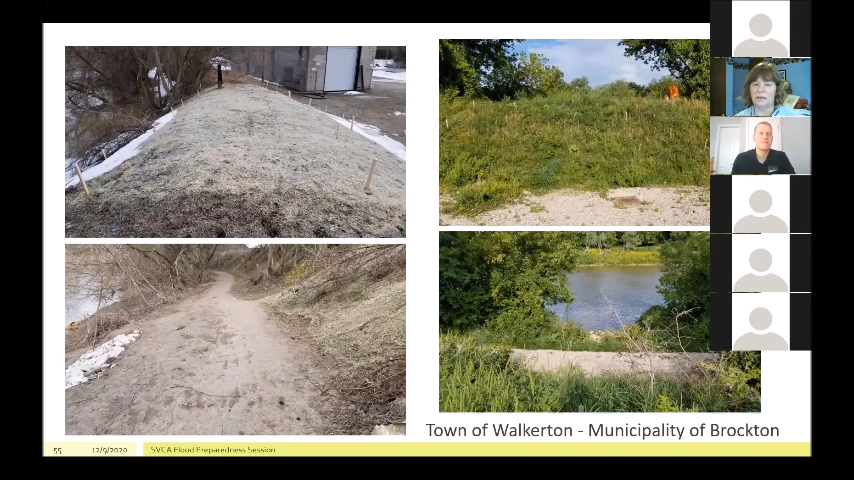 Town of Walkerton - Municipality of Brockton
55 12/9/2020 SVCA Flood Preparedness Session